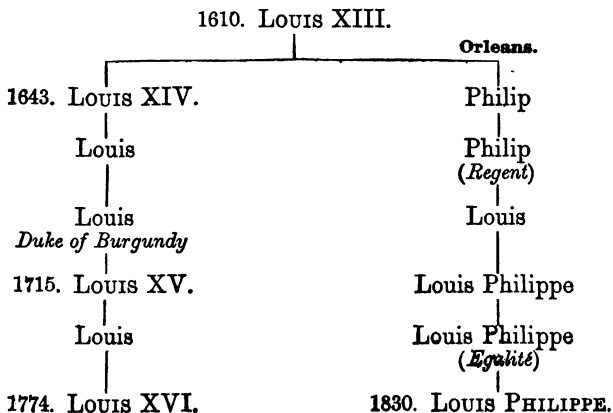 1610. Louis XIII.
Orleans.
1643. Louis XIV.
Philip
Louis
Philip
(Regent)
Louis
Duke of Burgundy
Louis
1715. Louis XV.
Louis Philippe
Louis
Louis Philippe
(Egalité)
1774. Louis XVI.
1830. Louis Philippe.